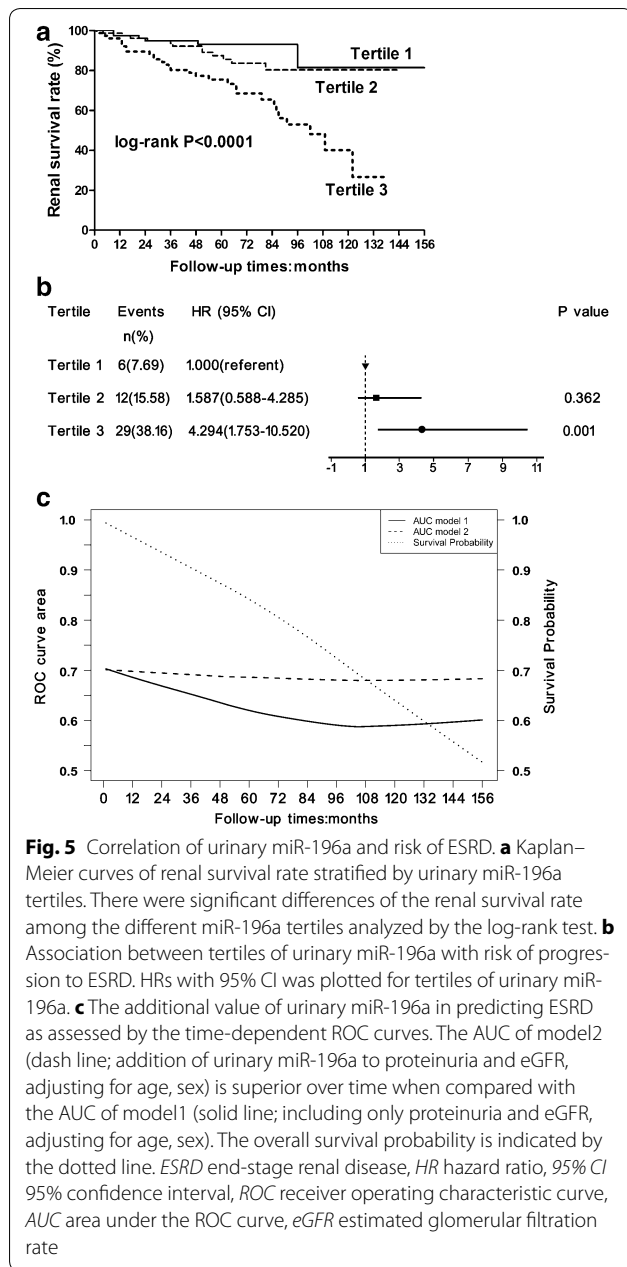 a
Renal survival rate (%)
100
80
60
40
20
0
Tertile 1
Tertile 2
log-rank P<0.0001
Tertile 3
0 12 24 36 48 60 72 84 96 108 120 132 144 156
Follow-up times:months
b
Tertile Events HR (95% CI) P value
n(%)
Tertile 1 6(7.69) 1.000(referent)
Tertile 2 12(15.58) 1.587(0.588-4.285) 0.362
Tertile 3 29(38.16) 4.294(1.753-10.520) 0.001
-1 1 3 5 7 9 11
c
ROC curve area
1.0
0.9
0.8
0.7
0.6
0.5
AUC model 1
AUC model 2
Survival Probability
1.0
0.9
0.8
0.7
0.6
0.5
Survival Probability
0 12 24 36 48 60 72 84 96 108 120 132 144 156
Follow-up times:months
Fig. 5 Correlation of urinary miR-196a and risk of ESRD. a Kaplan–
Meier curves of renal survival rate stratified by urinary miR-196a
tertiles. There were significant differences of the renal survival rate
among the different miR-196a tertiles analyzed by the log-rank test. b
Association between tertiles of urinary miR-196a with risk of progres-
sion to ESRD. HRs with 95% CI was plotted for tertiles of urinary miR-
196a. c The additional value of urinary miR-196a in predicting ESRD
as assessed by the time-dependent ROC curves. The AUC of model2
(dash line; addition of urinary miR-196a to proteinuria and eGFR,
adjusting for age, sex) is superior over time when compared with
the AUC of model1 (solid line; including only proteinuria and eGFR,
adjusting for age, sex). The overall survival probability is indicated by
the dotted line. ESRD end-stage renal disease, HR hazard ratio, 95% CI
95% confidence interval, ROC receiver operating characteristic curve,
AUC area under the ROC curve, eGFR estimated glomerular filtration
rate